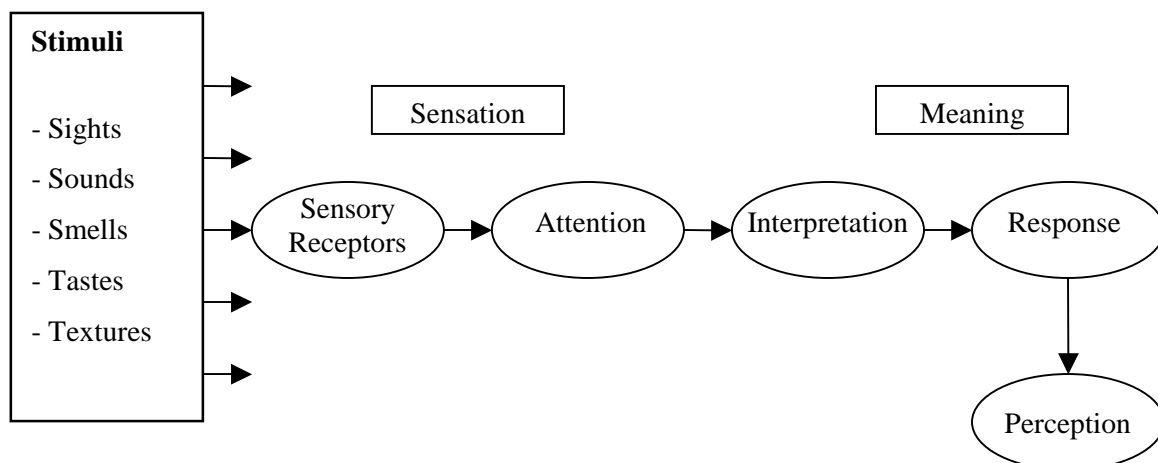 Stimuli
- Sights
- Sounds
- Smells
- Tastes
- Textures
Sensation
Meaning
Sensory
Receptors
Attention
Interpretation
Response
Perception